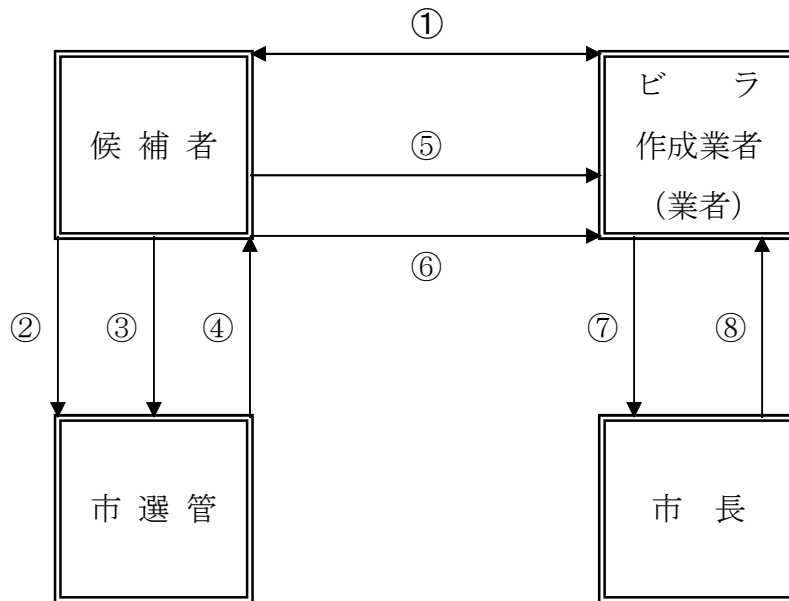 ①
候 補 者
ビ ラ
作成業者
（業者）
⑤
⑥
②
③
④
⑦
⑧
市 選 管
市 長